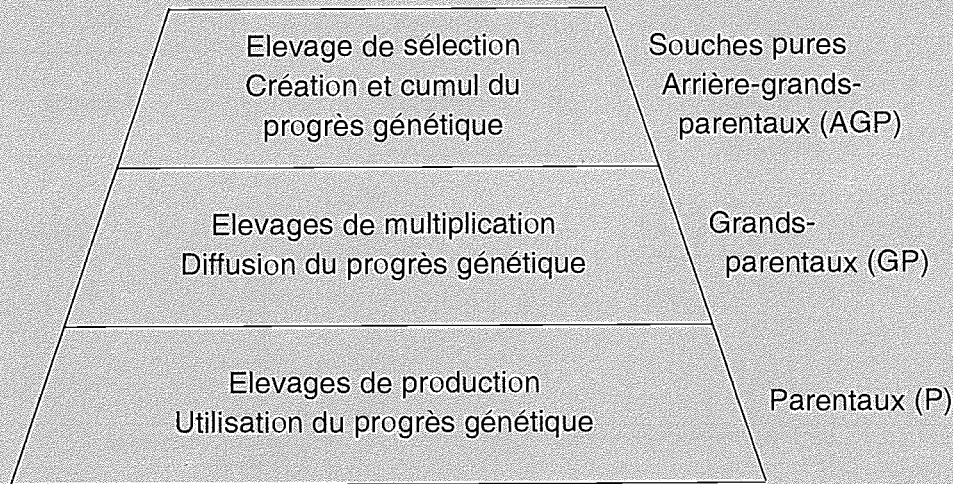 Elevage de sélection
Création et cumul du
progrès génétique
Souches pures
Arrière-grands-
parentaux (AGP)
Elevages de multiplication
Diffusion du progrès génétique
Grands-
parentaux (GP)
Elevages de production
Utilisation du progrès génétique
Parentaux (P)